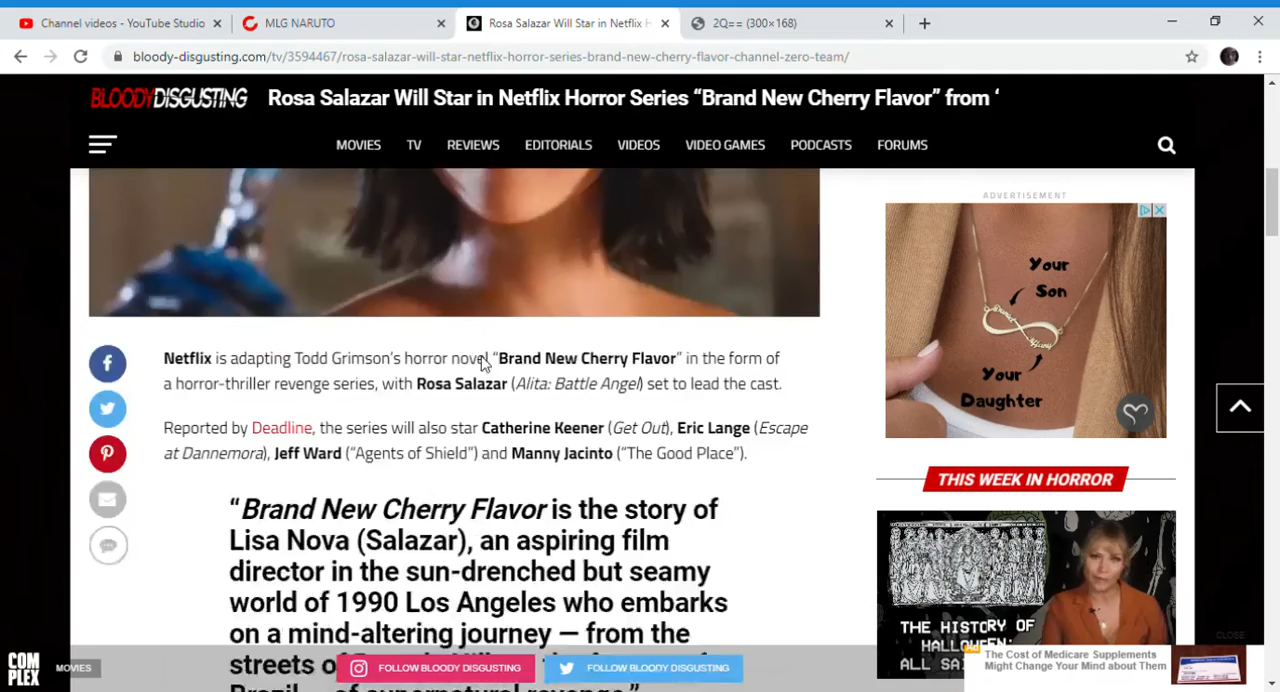 Channel videos - YouTube Studio
MLG NARUTO
Rosa Salazar Will Star in Netflix H
2Q== (300×168)
bloody-disgusting.com/tv/3594467/rosa-salazar-will-star-netflix-horror-series-brand-new-cherry-flavor-channel-zero-team/
BLOODY DISGUSTING
Rosa Salazar Will Star in Netflix Horror Series “Brand New Cherry Flavor” from ‘
MOVIES TV REVIEWS EDITORIALS VIDEOS VIDEO GAMES PODCASTS FORUMS
ADVERTISEMENT
Your
Son
Your
Daughter
Netflix is adapting Todd Grimson’s horror novel “Brand New Cherry Flavor” in the form of
a horror-thriller revenge series, with Rosa Salazar (Alita: Battle Angel) set to lead the cast.
Reported by Deadline, the series will also star Catherine Keener (Get Out), Eric Lange (Escape
at Dannemora), Jeff Ward (“Agents of Shield”) and Manny Jacinto (“The Good Place”).
“Brand New Cherry Flavor is the story of
Lisa Nova (Salazar), an aspiring film
director in the sun-drenched but seamy
world of 1990 Los Angeles who embarks
on a mind-altering journey — from the
streets o
supernatural revenge.”
THIS WEEK IN HORROR
THE HISTORY OF
HALLOWEEN:
ALL
CLOSE
Ad
The Cost of Medicare Supplements
Might Change Your Mind about Them
COM
PLEX
MOVIES
FOLLOW BLOODY DISGUSTING
FOLLOW BLOODY DISGUSTING